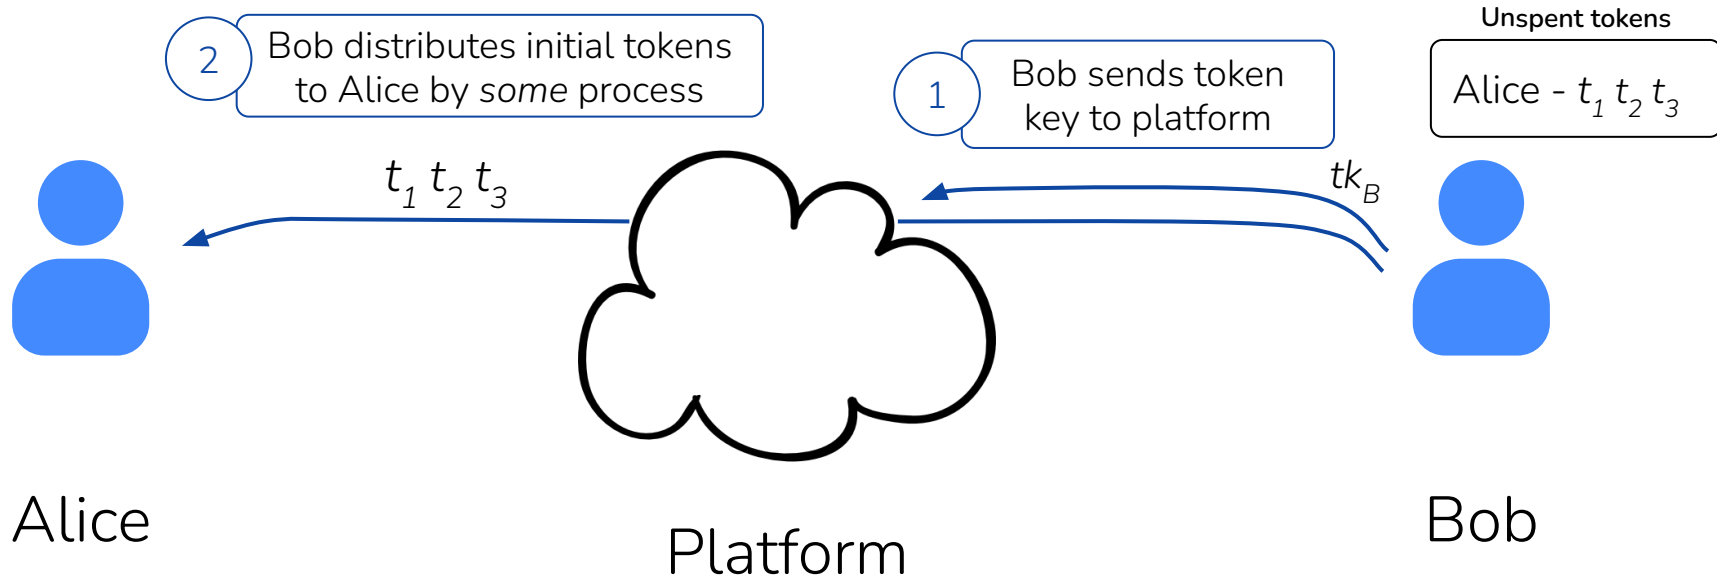 Unspent tokens
2
Bob distributes initial tokens
to Alice by some process
1
Bob sends token
key to platform
Alice - t₁ t₂ t₃
t₁ t₂ t₃
tk_B
Alice
Platform
Bob